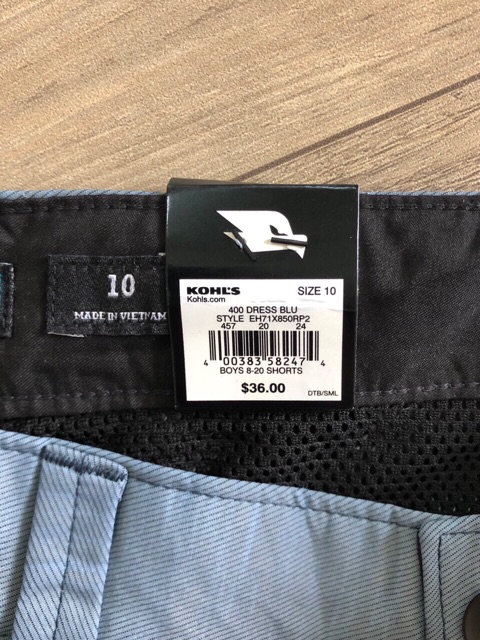 10
MADE IN VIETNAM
KOHL'S SIZE 10
Kohls.com
400 DRESS BLU
STYLE EH71X850RP2
457 20 24
4 00383 58247 2
BOYS 8-20 SHORTS
$36.00
DTB/SML